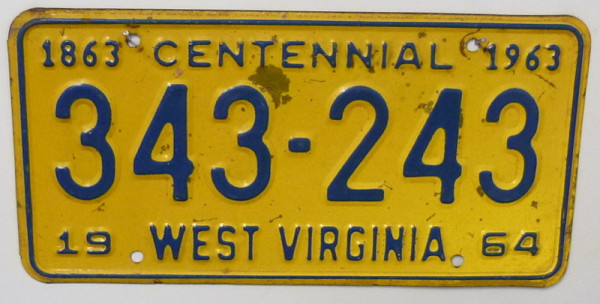 1863 CENTENNIAL 1963
343-243
19 WEST VIRGINIA 64